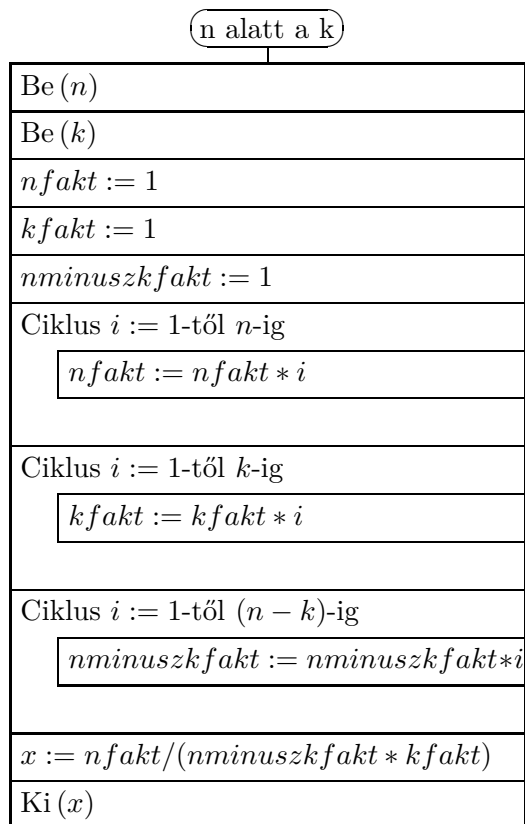 n alatt a k
Be (n)
Be (k)
nfakt := 1
kfakt := 1
nminuszkfakt := 1
Ciklus i := 1-től n-ig
nfakt := nfakt * i
Ciklus i := 1-től k-ig
kfakt := kfakt * i
Ciklus i := 1-től (n − k)-ig
nminuszkfakt := nminuszkfakt*i
x := nfakt/(nminuszkfakt * kfakt)
Ki (x)